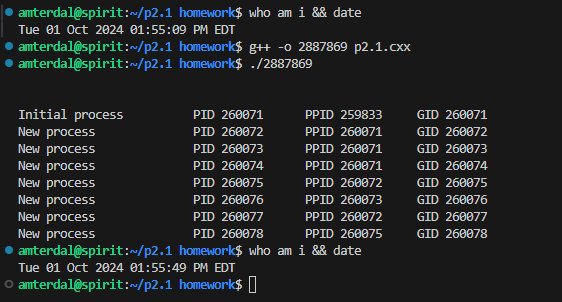 amterdal@spirit:~/p2.1 homework$ who am i && date
Tue 01 Oct 2024 01:55:09 PM EDT
amterdal@spirit:~/p2.1 homework$ g++ -o 2887869 p2.1.cxx
amterdal@spirit:~/p2.1 homework$ ./2887869
Initial process PID 260071 PPID 259833 GID 260071
New process PID 260072 PPID 260071 GID 260072
New process PID 260073 PPID 260071 GID 260073
New process PID 260074 PPID 260071 GID 260074
New process PID 260075 PPID 260072 GID 260075
New process PID 260076 PPID 260073 GID 260076
New process PID 260077 PPID 260072 GID 260077
New process PID 260078 PPID 260075 GID 260078
amterdal@spirit:~/p2.1 homework$ who am i && date
Tue 01 Oct 2024 01:55:49 PM EDT
amterdal@spirit:~/p2.1 homework$